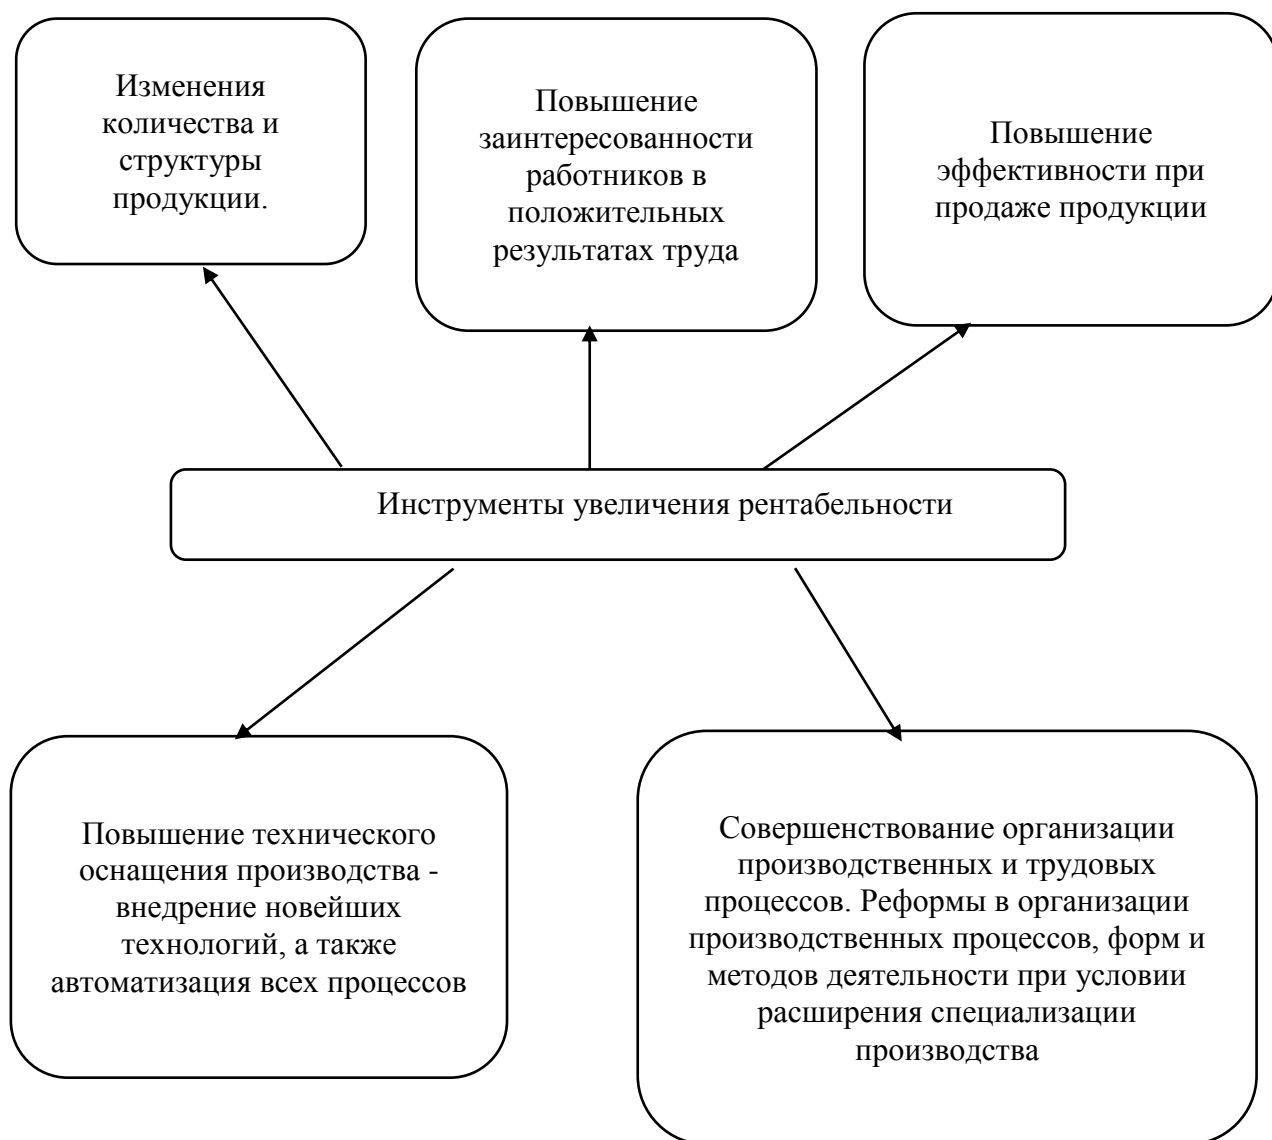 Изменения
количества и
структуры
продукции.
Повышение
заинтересованности
работников в
положительных
результатах труда
Повышение
эффективности при
продаже продукции
Инструменты увеличения рентабельности
Повышение технического
оснащения производства -
внедрение новейших
технологий, а также
автоматизация всех процессов
Совершенствование организации
производственных и трудовых
процессов. Реформы в организации
производственных процессов, форм и
методов деятельности при условии
расширения специализации
производства